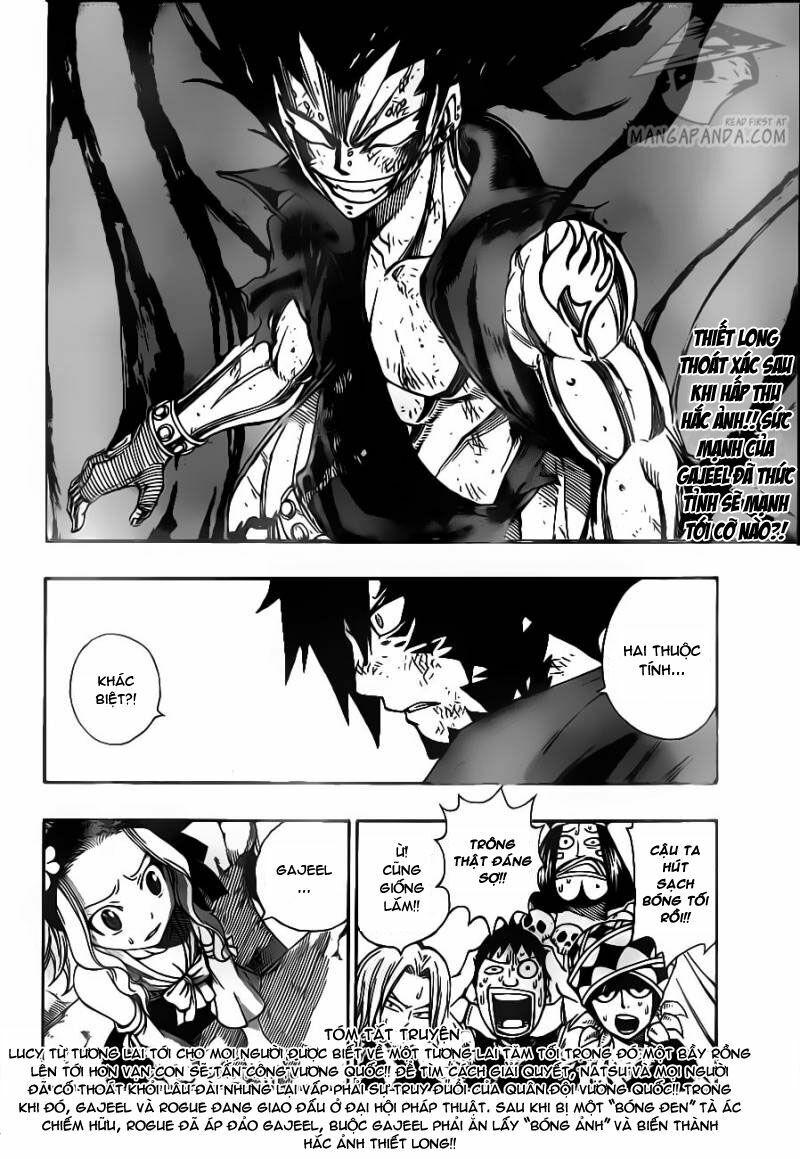 READ FIRST AT
MANGAPANDA.COM
THIẾT LONG
THOÁT XÁC SAU
KHI HẤP THU
HẮC ẢNH!! SỨC
MẠNH CỦA
GAJEEL ĐÃ THỨC
TỈNH SẼ MẠNH
TỚI CỠ NÀO?!
HAI THUỘC
TÍNH...
KHÁC
BIỆT?!
CẬU TA
HÚT
SẠCH
BÓNG TỐI
RỒI!!
TRÔNG
THẬT ĐÁNG
SỢ!!
Ừ!
CŨNG
GIỐNG
LẮM!!
GAJEEL
...
TÓM TẮT TRUYỆN
LUCY TỪ TƯƠNG LAI TỚI CHO MỌI NGƯỜI ĐƯỢC BIẾT VỀ MỘT TƯƠNG LAI TĂM TỐI TRONG ĐÓ MỘT BẦY RỒNG
LÊN TỚI HƠN VẠN CON SẼ TẤN CÔNG VƯƠNG QUỐC!! ĐỂ TÌM CÁCH GIẢI QUYẾT, NATSU VÀ MỌI NGƯỜI
ĐÃ CỐ THOÁT KHỎI LÂU ĐÀI NHƯNG LẠI VẤP PHẢI SỰ TRUY ĐUỔI CỦA QUÂN ĐỘI VƯƠNG QUỐC!! TRONG
KHI ĐÓ, GAJEEL VÀ ROGUE ĐANG GIAO ĐẤU Ở ĐẠI HỘI PHÁP THUẬT. SAU KHI BỊ MỘT "BÓNG ĐEN" TÀ ÁC
CHIẾM HỮU, ROGUE ĐÃ ÁP ĐẢO GAJEEL, BUỘC GAJEEL PHẢI ĂN LẤY "BÓNG ẢNH" VÀ BIẾN THÀNH
HẮC ẢNH THIẾT LONG!!